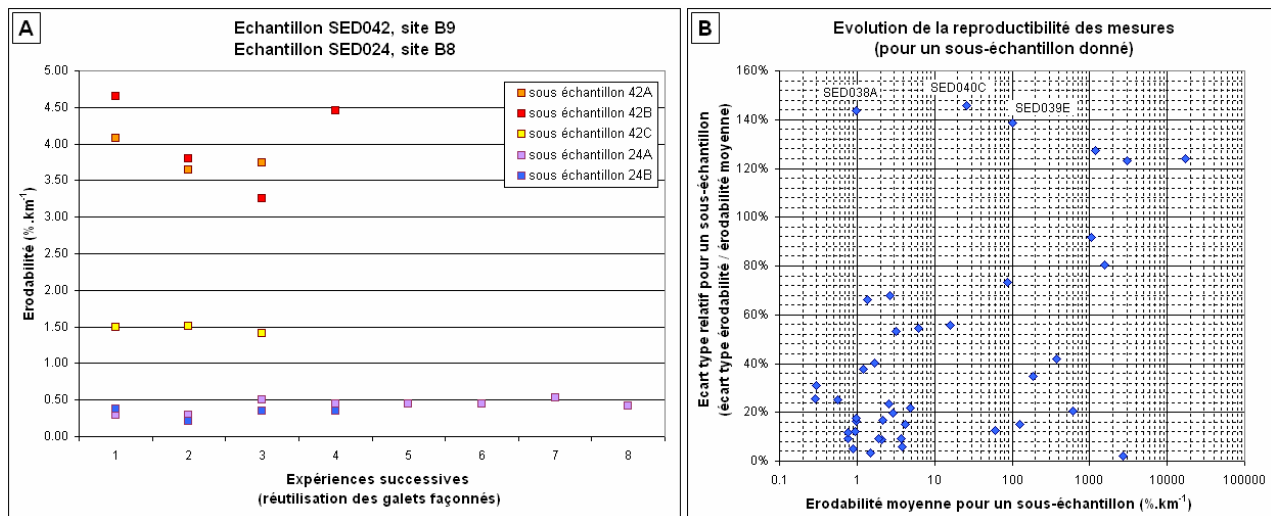 A
Echantillon SED042, site B9
Echantillon SED024, site B8
5.00
4.50
4.00
3.50
3.00
2.50
2.00
1.50
1.00
0.50
0.00
Erodabilité (%.km-1)
sous échantillon 42A
sous échantillon 42B
sous échantillon 42C
sous échantillon 24A
sous échantillon 24B
1 2 3 4 5 6 7 8
Expériences successives
(réutilisation des galets façonnés)
B
Evolution de la reproductibilité des mesures
(pour un sous-échantillon donné)
160%
140%
120%
100%
80%
60%
40%
20%
0%
Ecart type relatif pour un sous-échantillon
(écart type érodabilité / érodabilité moyenne)
SED038A
SED040C
SED039E
0.1 1 10 100 1000 10000 100000
Erodabilité moyenne pour un sous-échantillon (%.km-1)